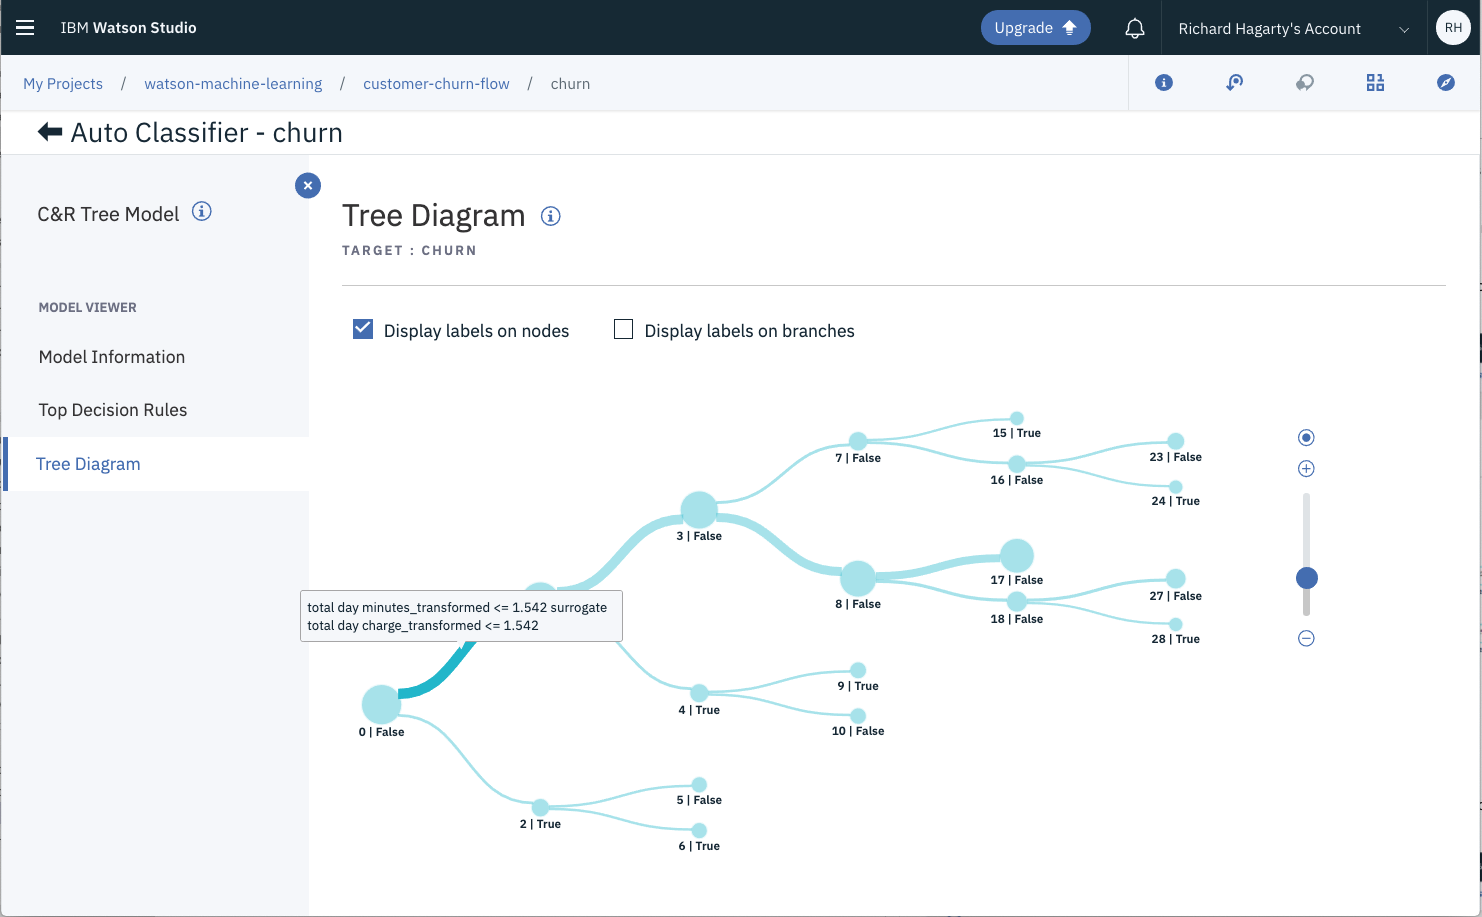 IBM Watson Studio
Upgrade
Richard Hagarty's Account
RH
My Projects / watson-machine-learning / customer-churn-flow / churn
Auto Classifier - churn
C&R Tree Model
MODEL VIEWER
Model Information
Top Decision Rules
Tree Diagram
Tree Diagram
TARGET : CHURN
Display labels on nodes
Display labels on branches
15 | True
7 | False
23 | False
16 | False
24 | True
3 | False
17 | False
27 | False
8 | False
18 | False
28 | True
total day minutes_transformed <= 1.542 surrogate
total day charge_transformed <= 1.542
9 | True
4 | True
10 | False
0 | False
5 | False
2 | True
6 | True